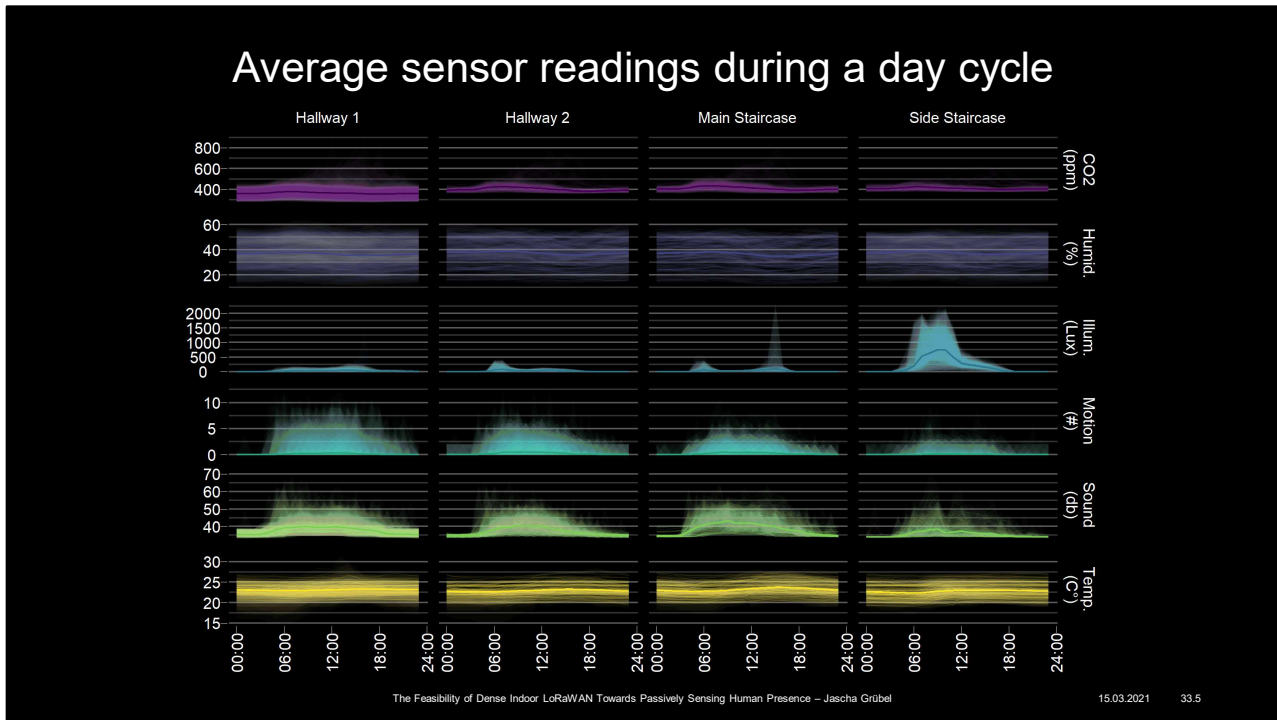 Average sensor readings during a day cycle
Hallway 1 Hallway 2 Main Staircase Side Staircase
800
600
400
CO2
(ppm)
60
40
20
Humid.
(%)
2000
1500
1000
500
0
Illum.
(Lux)
10
5
0
Motion
(#)
70
60
50
40
Sound
(db)
30
25
20
15
Temp.
(C°)
00:00 06:00 12:00 18:00 24:00 00:00 06:00 12:00 18:00 24:00 00:00 06:00 12:00 18:00 24:00 00:00 06:00 12:00 18:00 24:00
The Feasibility of Dense Indoor LoRaWAN Towards Passively Sensing Human Presence – Jascha Grübel 15.03.2021 33.5